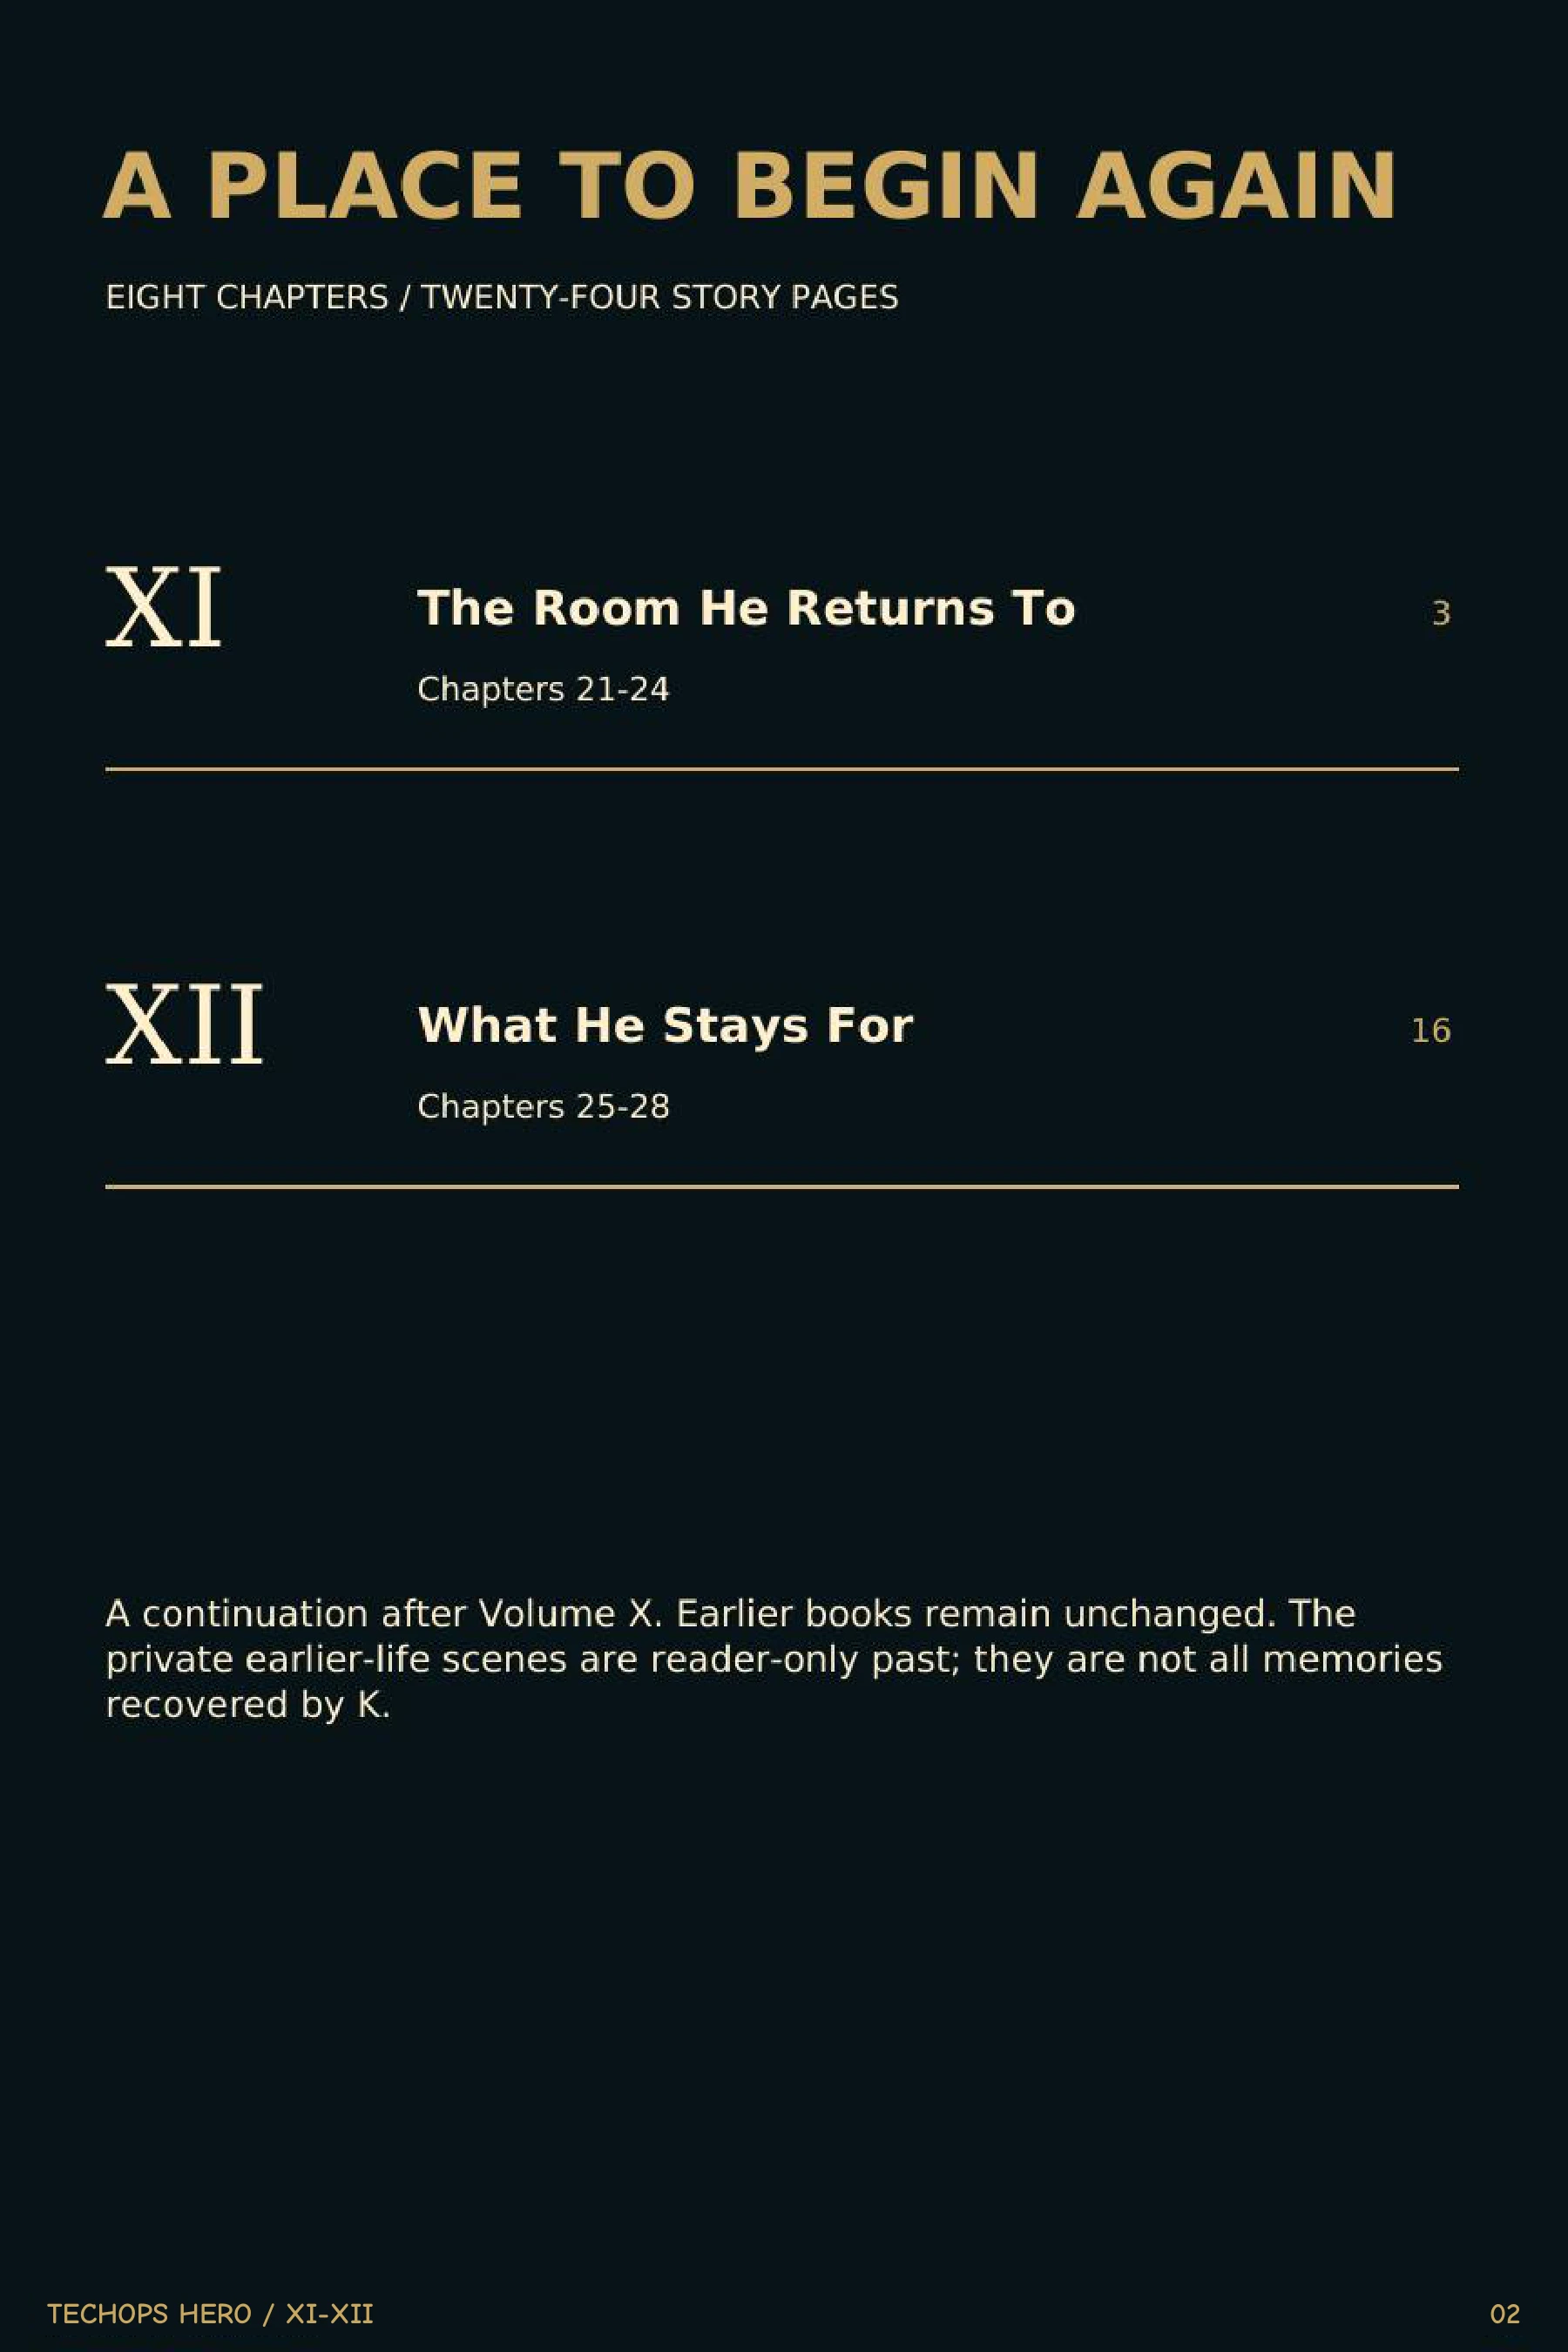 A PLACE TO BEGIN AGAIN
EIGHT CHAPTERS / TWENTY-FOUR STORY PAGES
XI
The Room He Returns To
3
Chapters 21-24
XII
What He Stays For
16
Chapters 25-28
A continuation after Volume X. Earlier books remain unchanged. The
private earlier-life scenes are reader-only past; they are not all memories
recovered by K.
TECHOPS HERO / XI-XII
02